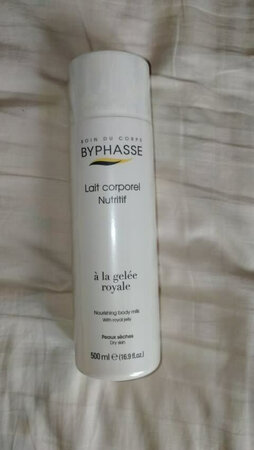 SOIN DU CORPS
BYPHASSE
Lait corporel
Nutritif
à la gelée
royale
Nourishing body milk
With royal jelly
Peaux sèches
Dry skin
500 ml ℮ (16.9 fl.oz.)